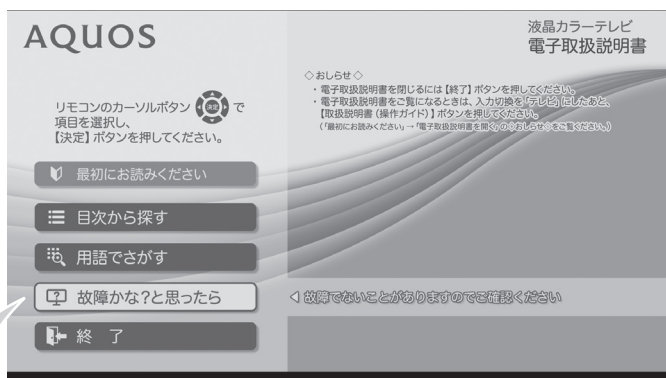 AQUOS
液晶カラーテレビ
電子取扱説明書
リモコンのカーソルボタン 決定 で
項目を選択し、
【決定】ボタンを押してください。
◇おしらせ◇
・電子取扱説明書を閉じるには【終了】ボタンを押してください。
・電子取扱説明書をご覧になるときは、入力切換を「テレビ」にしたあと、
【取扱説明書（操作ガイド）】ボタンを押してください。
（「最初にお読みください」→「電子取扱説明書を開く」の◇おしらせ◇をご覧ください。）
最初にお読みください
目次から探す
用語でさがす
故障かな?と思ったら
故障でないことがありますのでご確認ください
終 了